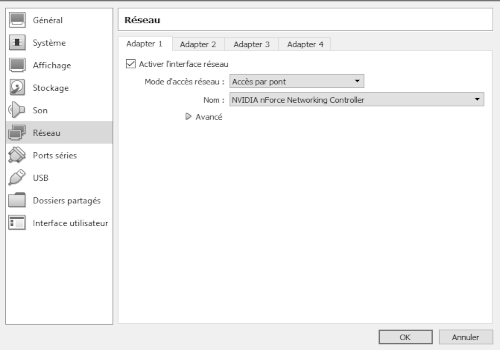 Général
Système
Affichage
Stockage
Son
Réseau
Ports séries
USB
Dossiers partagés
Interface utilisateur
Réseau
Adapter 1 Adapter 2 Adapter 3 Adapter 4
Activer l'interface réseau
Mode d'accès réseau : Accès par pont
Nom : NVIDIA nForce Networking Controller
Avancé
OK Annuler